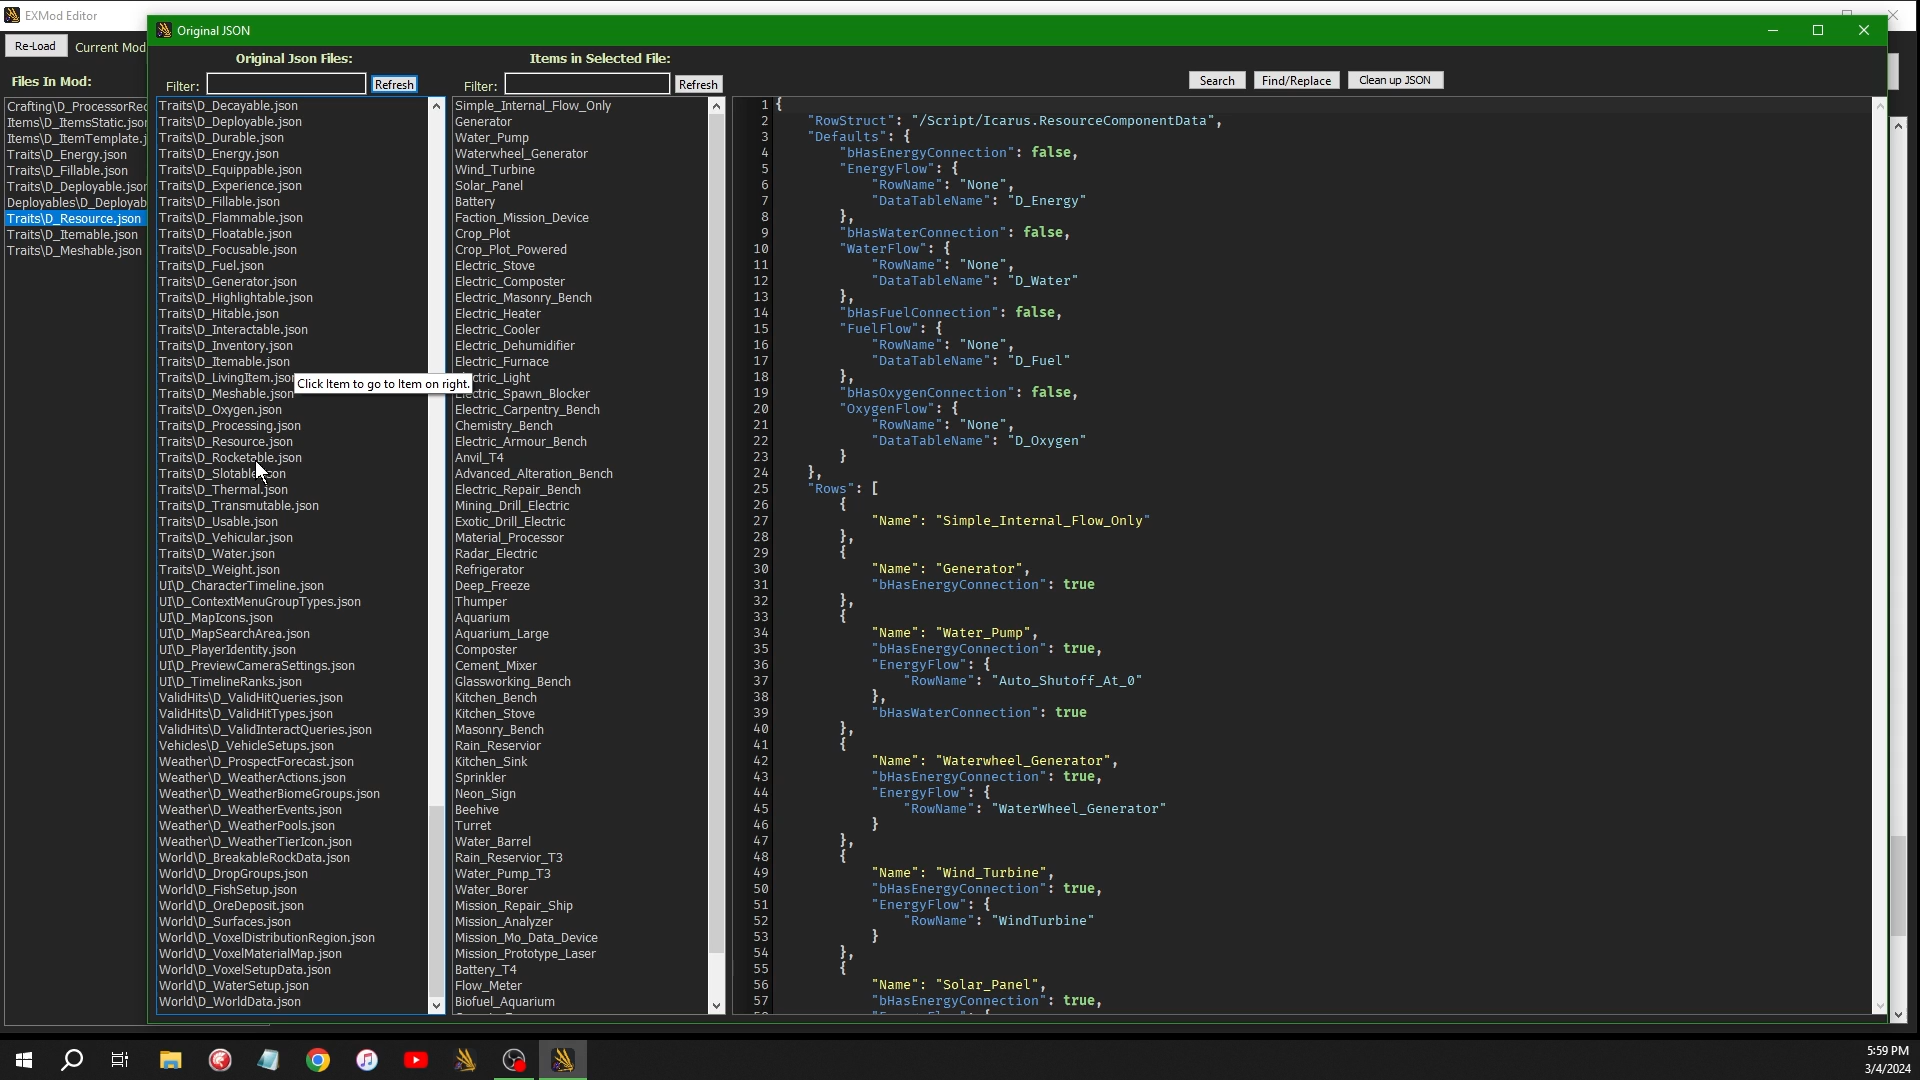 EXMod Editor
Original JSON
Re-Load
Current Mod
Original Json Files:
Items in Selected File:
Files In Mod:
Filter:
Refresh
Filter:
Refresh
Search
Find/Replace
Clean up JSON
Crafting\D_ProcessorRec
Items\D_ItemsStatic.json
Items\D_ItemTemplate.j
Traits\D_Energy.json
Traits\D_Fillable.json
Traits\D_Deployable.json
Deployables\D_Deployab
Traits\D_Resource.json
Traits\D_Itemable.json
Traits\D_Meshable.json
Traits\D_Decayable.json
Traits\D_Deployable.json
Traits\D_Durable.json
Traits\D_Energy.json
Traits\D_Equippable.json
Traits\D_Experience.json
Traits\D_Fillable.json
Traits\D_Flammable.json
Traits\D_Floatable.json
Traits\D_Focusable.json
Traits\D_Fuel.json
Traits\D_Generator.json
Traits\D_Highlightable.json
Traits\D_Hitable.json
Traits\D_Interactable.json
Traits\D_Inventory.json
Traits\D_Itemable.json
Traits\D_LivingItem.json
Click Item to go to Item on right.
Traits\D_Meshable.json
Traits\D_Oxygen.json
Traits\D_Processing.json
Traits\D_Resource.json
Traits\D_Rocketable.json
Traits\D_Slotable.json
Traits\D_Thermal.json
Traits\D_Transmutable.json
Traits\D_Usable.json
Traits\D_Vehicular.json
Traits\D_Water.json
Traits\D_Weight.json
UI\D_CharacterTimeline.json
UI\D_ContextMenuGroupTypes.json
UI\D_MapIcons.json
UI\D_MapSearchArea.json
UI\D_PlayerIdentity.json
UI\D_PreviewCameraSettings.json
UI\D_TimelineRanks.json
ValidHits\D_ValidHitQueries.json
ValidHits\D_ValidHitTypes.json
ValidHits\D_ValidInteractQueries.json
Vehicles\D_VehicleSetups.json
Weather\D_ProspectForecast.json
Weather\D_WeatherActions.json
Weather\D_WeatherBiomeGroups.json
Weather\D_WeatherEvents.json
Weather\D_WeatherPools.json
Weather\D_WeatherTierIcon.json
World\D_BreakableRockData.json
World\D_DropGroups.json
World\D_FishSetup.json
World\D_OreDeposit.json
World\D_Surfaces.json
World\D_VoxelDistributionRegion.json
World\D_VoxelMaterialMap.json
World\D_VoxelSetupData.json
World\D_WaterSetup.json
World\D_WorldData.json
Simple_Internal_Flow_Only
Generator
Water_Pump
Waterwheel_Generator
Wind_Turbine
Solar_Panel
Battery
Faction_Mission_Device
Crop_Plot
Crop_Plot_Powered
Electric_Stove
Electric_Composter
Electric_Masonry_Bench
Electric_Heater
Electric_Cooler
Electric_Dehumidifier
Electric_Furnace
ctric_Light
Electric_Spawn_Blocker
Electric_Carpentry_Bench
Chemistry_Bench
Electric_Armour_Bench
Anvil_T4
Advanced_Alteration_Bench
Electric_Repair_Bench
Mining_Drill_Electric
Exotic_Drill_Electric
Material_Processor
Radar_Electric
Refrigerator
Deep_Freeze
Thumper
Aquarium
Aquarium_Large
Composter
Cement_Mixer
Glassworking_Bench
Kitchen_Bench
Kitchen_Stove
Masonry_Bench
Rain_Reservior
Kitchen_Sink
Sprinkler
Neon_Sign
Beehive
Turret
Water_Barrel
Rain_Reservior_T3
Water_Pump_T3
Water_Borer
Mission_Repair_Ship
Mission_Analyzer
Mission_Mo_Data_Device
Mission_Prototype_Laser
Battery_T4
Flow_Meter
Biofuel_Aquarium
1 {
2 "RowStruct": "/Script/Icarus.ResourceComponentData",
3 "Defaults": {
4 "bHasEnergyConnection": false,
5 "EnergyFlow": {
6 "RowName": "None",
7 "DataTableName": "D_Energy"
8 },
9 "bHasWaterConnection": false,
10 "WaterFlow": {
11 "RowName": "None",
12 "DataTableName": "D_Water"
13 },
14 "bHasFuelConnection": false,
15 "FuelFlow": {
16 "RowName": "None",
17 "DataTableName": "D_Fuel"
18 },
19 "bHasOxygenConnection": false,
20 "OxygenFlow": {
21 "RowName": "None",
22 "DataTableName": "D_Oxygen"
23 }
24 },
25 "Rows": [
26 {
27 "Name": "Simple_Internal_Flow_Only"
28 },
29 {
30 "Name": "Generator",
31 "bHasEnergyConnection": true
32 },
33 {
34 "Name": "Water_Pump",
35 "bHasEnergyConnection": true,
36 "EnergyFlow": {
37 "RowName": "Auto_Shutoff_At_0"
38 },
39 "bHasWaterConnection": true
40 },
41 {
42 "Name": "Waterwheel_Generator",
43 "bHasEnergyConnection": true,
44 "EnergyFlow": {
45 "RowName": "WaterWheel_Generator"
46 }
47 },
48 {
49 "Name": "Wind_Turbine",
50 "bHasEnergyConnection": true,
51 "EnergyFlow": {
52 "RowName": "WindTurbine"
53 }
54 },
55 {
56 "Name": "Solar_Panel",
57 "bHasEnergyConnection": true,
5:59 PM
3/4/2024